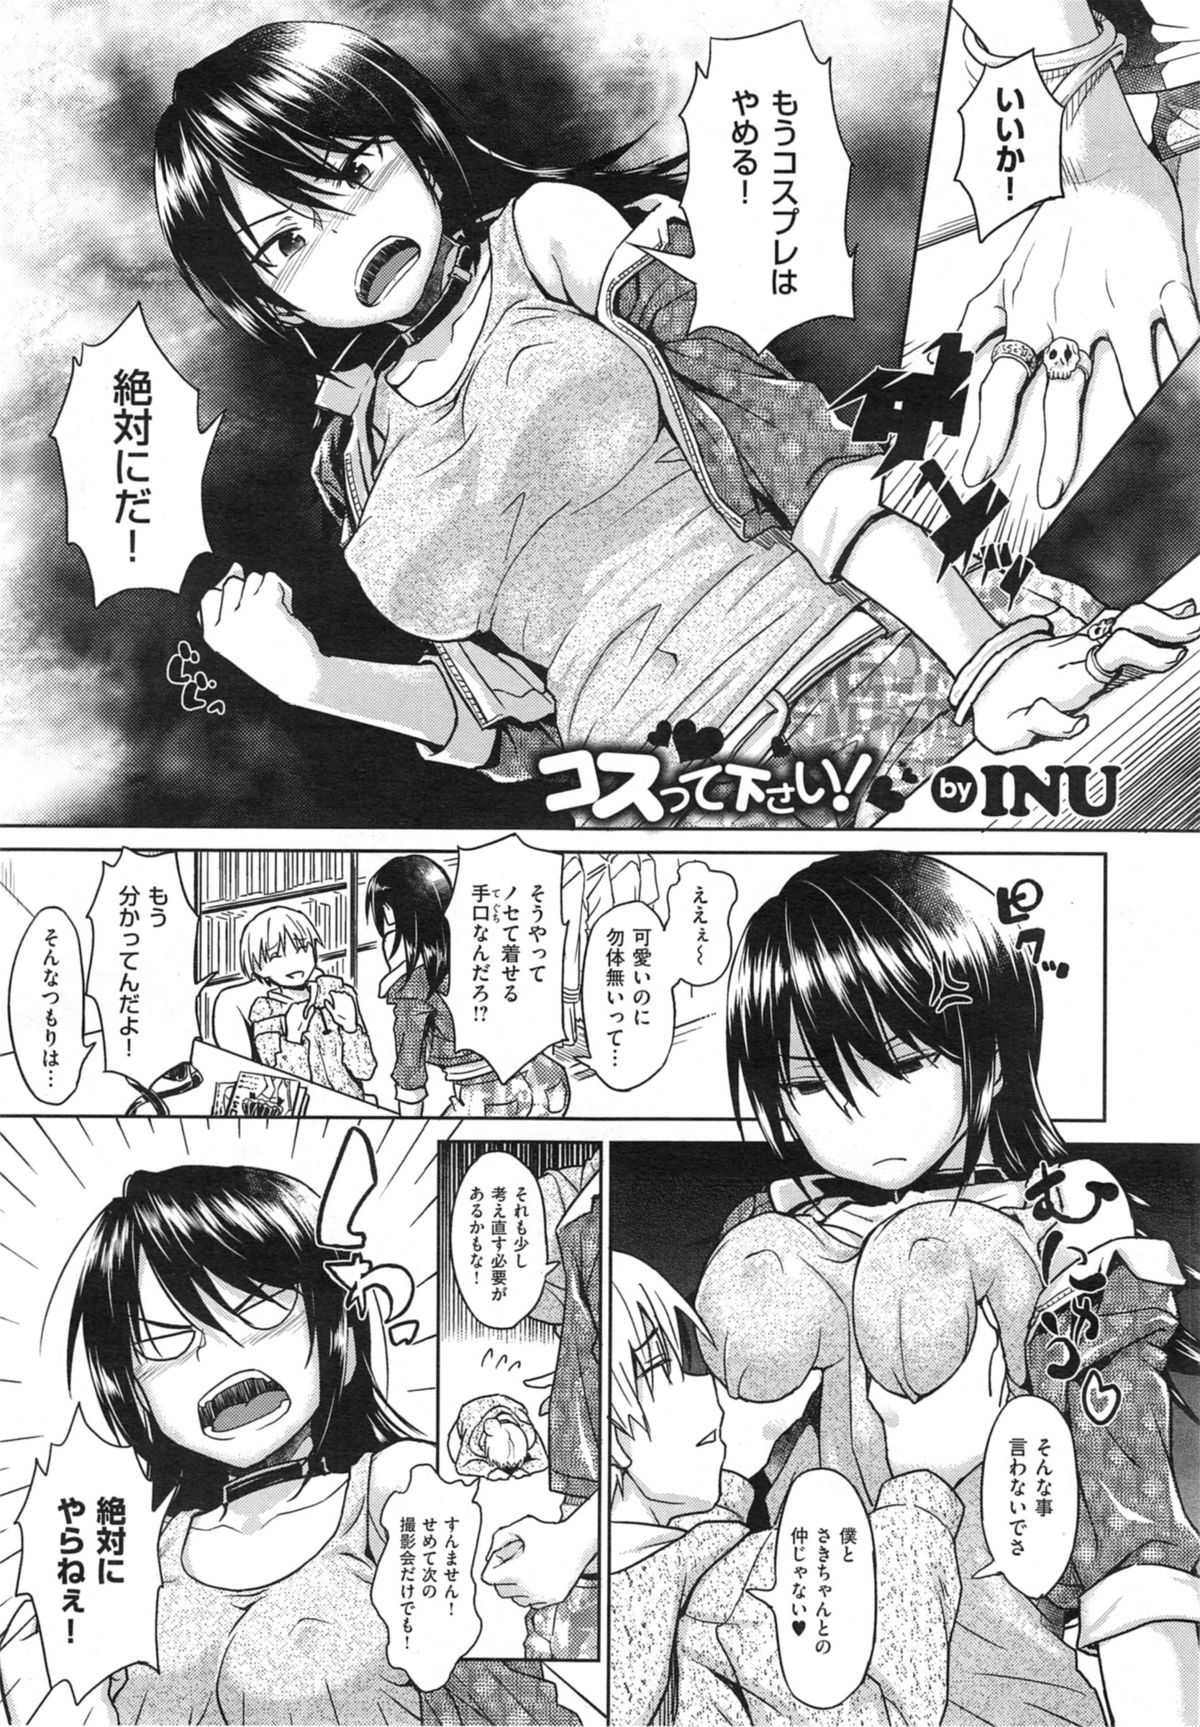 いいか！
ダンッ
もうコスプレは
やめる！
絶対にだ！
コスって下さい！
by INU
ピクッ
ええぇ〜
可愛いのに
勿体無いって…
そうやって
ノセて着せる
手口なんだろ!?
てぐち
もう
分かってんだよ！
そんなつもりは…
むにゅっ♡
そんな事
言わないでさ
僕と
さきちゃんとの
仲じゃない♥
それも少し
考え直す必要が
あるかもな！
すんません！
せめて次の
撮影会だけでも！
絶対に
やらねぇ！